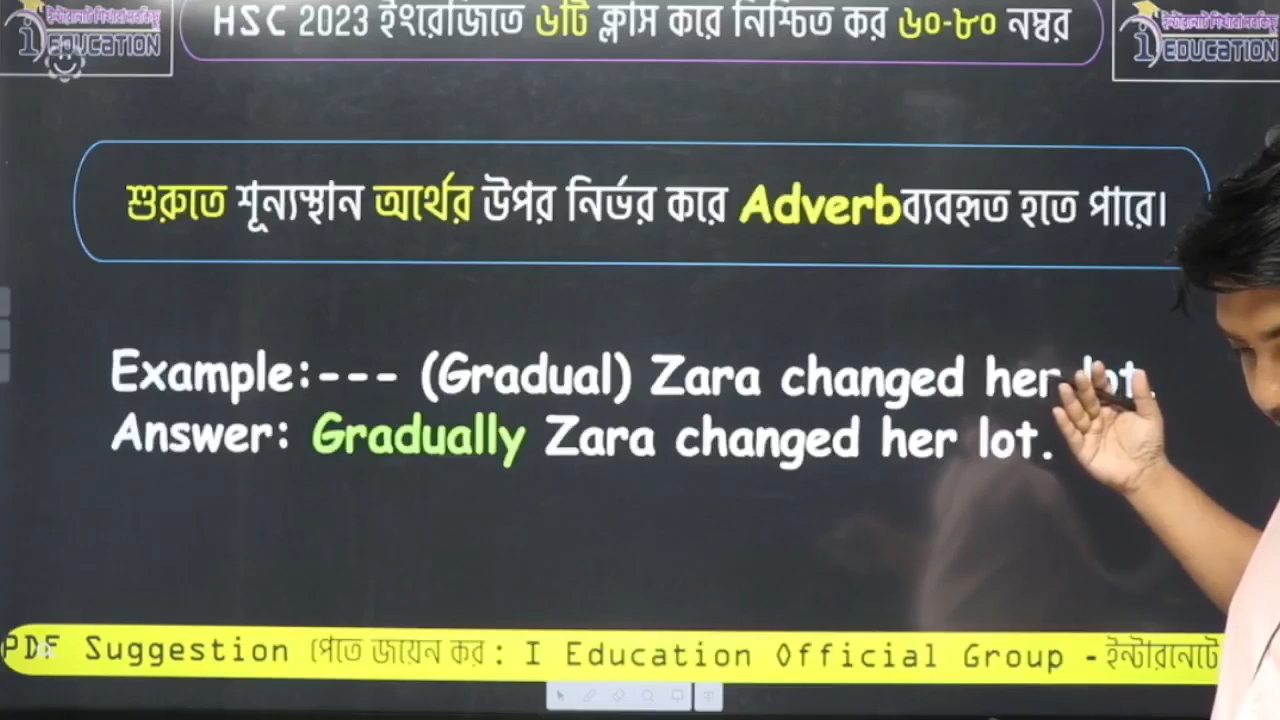 HSC 2023 ইংরেজিতে ৬টি ক্লাস করে নিশ্চিত কর ৬০-৮০ নম্বর
i EDUCATION
i EDUCATION
শুরুতে শূন্যস্থান অর্থের উপর নির্ভর করে Adverbব্যবহৃত হতে পারে।
Example:--- (Gradual) Zara changed her lot.
Answer: Gradually Zara changed her lot.
PDF Suggestion পেতে জয়েন কর: I Education Official Group - ইন্টারনেটে